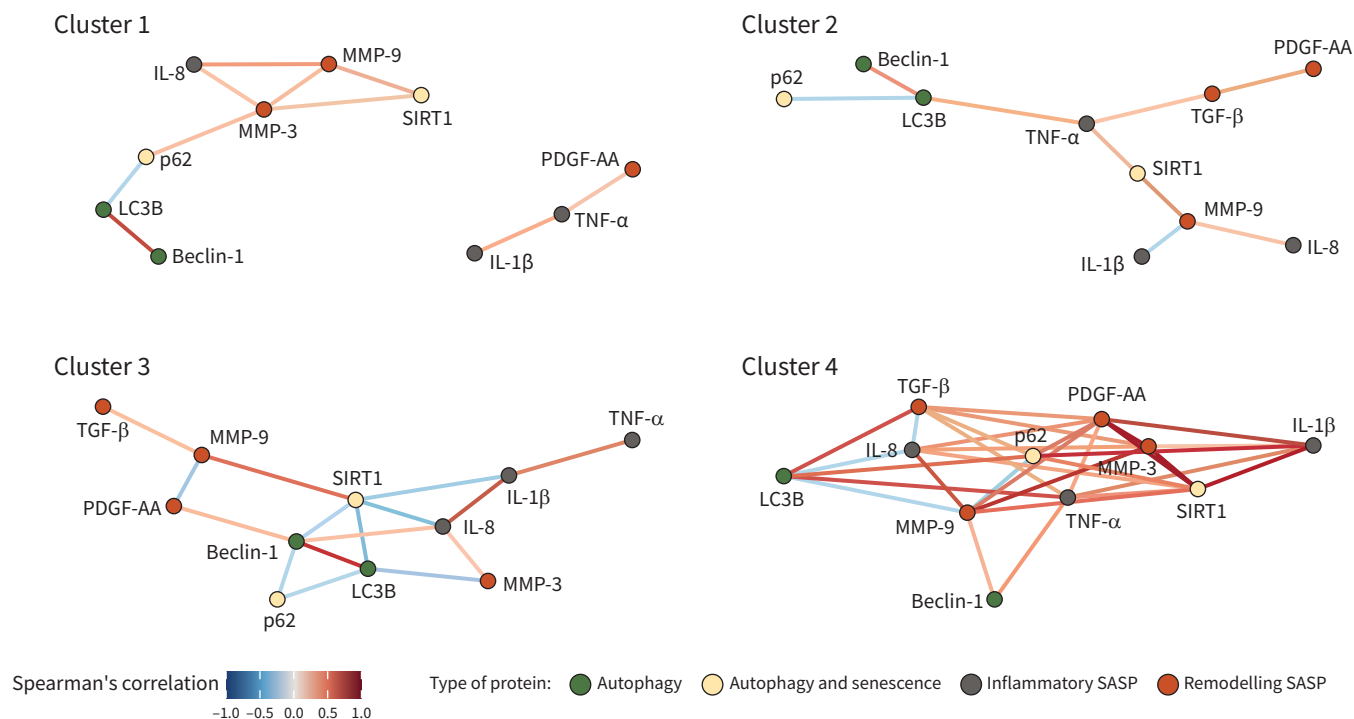 Cluster 1
IL-8
MMP-9
SIRT1
MMP-3
p62
LC3B
Beclin-1
PDGF-AA
TNF-α
IL-1β
Cluster 2
p62
Beclin-1
LC3B
TNF-α
PDGF-AA
TGF-β
SIRT1
MMP-9
IL-1β
IL-8
Cluster 3
TGF-β
MMP-9
PDGF-AA
SIRT1
TNF-α
IL-1β
IL-8
Beclin-1
LC3B
MMP-3
p62
Cluster 4
TGF-β
PDGF-AA
IL-1β
p62
IL-8
MMP-3
LC3B
SIRT1
MMP-9
TNF-α
Beclin-1
Spearman's correlation
−1.0 −0.5 0.0 0.5 1.0
Type of protein: Autophagy Autophagy and senescence Inflammatory SASP Remodelling SASP